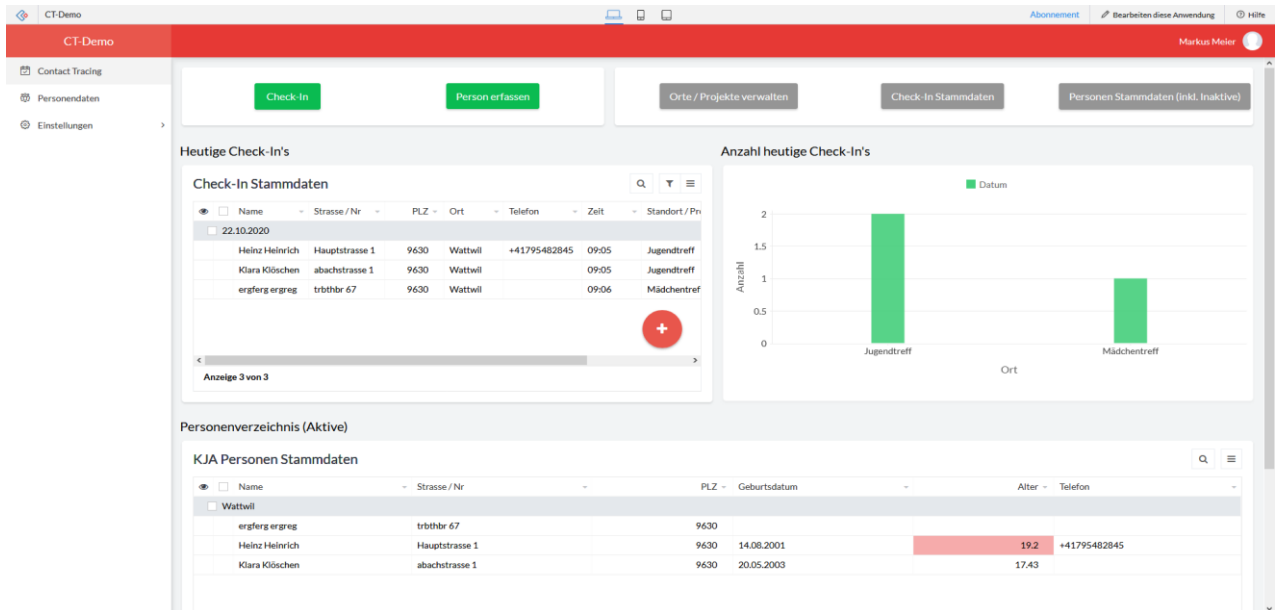 CT-Demo Abonnement Bearbeiten diese Anwendung Hilfe
CT-Demo Markus Meier
Contact Tracing
Personendaten
Einstellungen
Check-In Person erfassen Orte / Projekte verwalten Check-In Stammdaten Personen Stammdaten (inkl. Inaktive)
Heutige Check-In's
Check-In Stammdaten
Name Strasse / Nr PLZ Ort Telefon Zeit Standort / Pr
22.10.2020
Heinz Heinrich Hauptstrasse 1 9630 Wattwil +41795482845 09:05 Jugendtreff
Klara Klöschen abachstrasse 1 9630 Wattwil 09:05 Jugendtreff
ergferg ergreg trbthbr 67 9630 Wattwil 09:06 Mädchentref
Anzeige 3 von 3
Anzahl heutige Check-In's
Datum
Anzahl
2
1.5
1
0.5
0
Jugendtreff Mädchentreff
Ort
Personenverzeichnis (Aktive)
KJA Personen Stammdaten
Name Strasse / Nr PLZ Geburtsdatum Alter Telefon
Wattwil
ergferg ergreg trbthbr 67 9630
Heinz Heinrich Hauptstrasse 1 9630 14.08.2001 19.2 +41795482845
Klara Klöschen abachstrasse 1 9630 20.05.2003 17.43